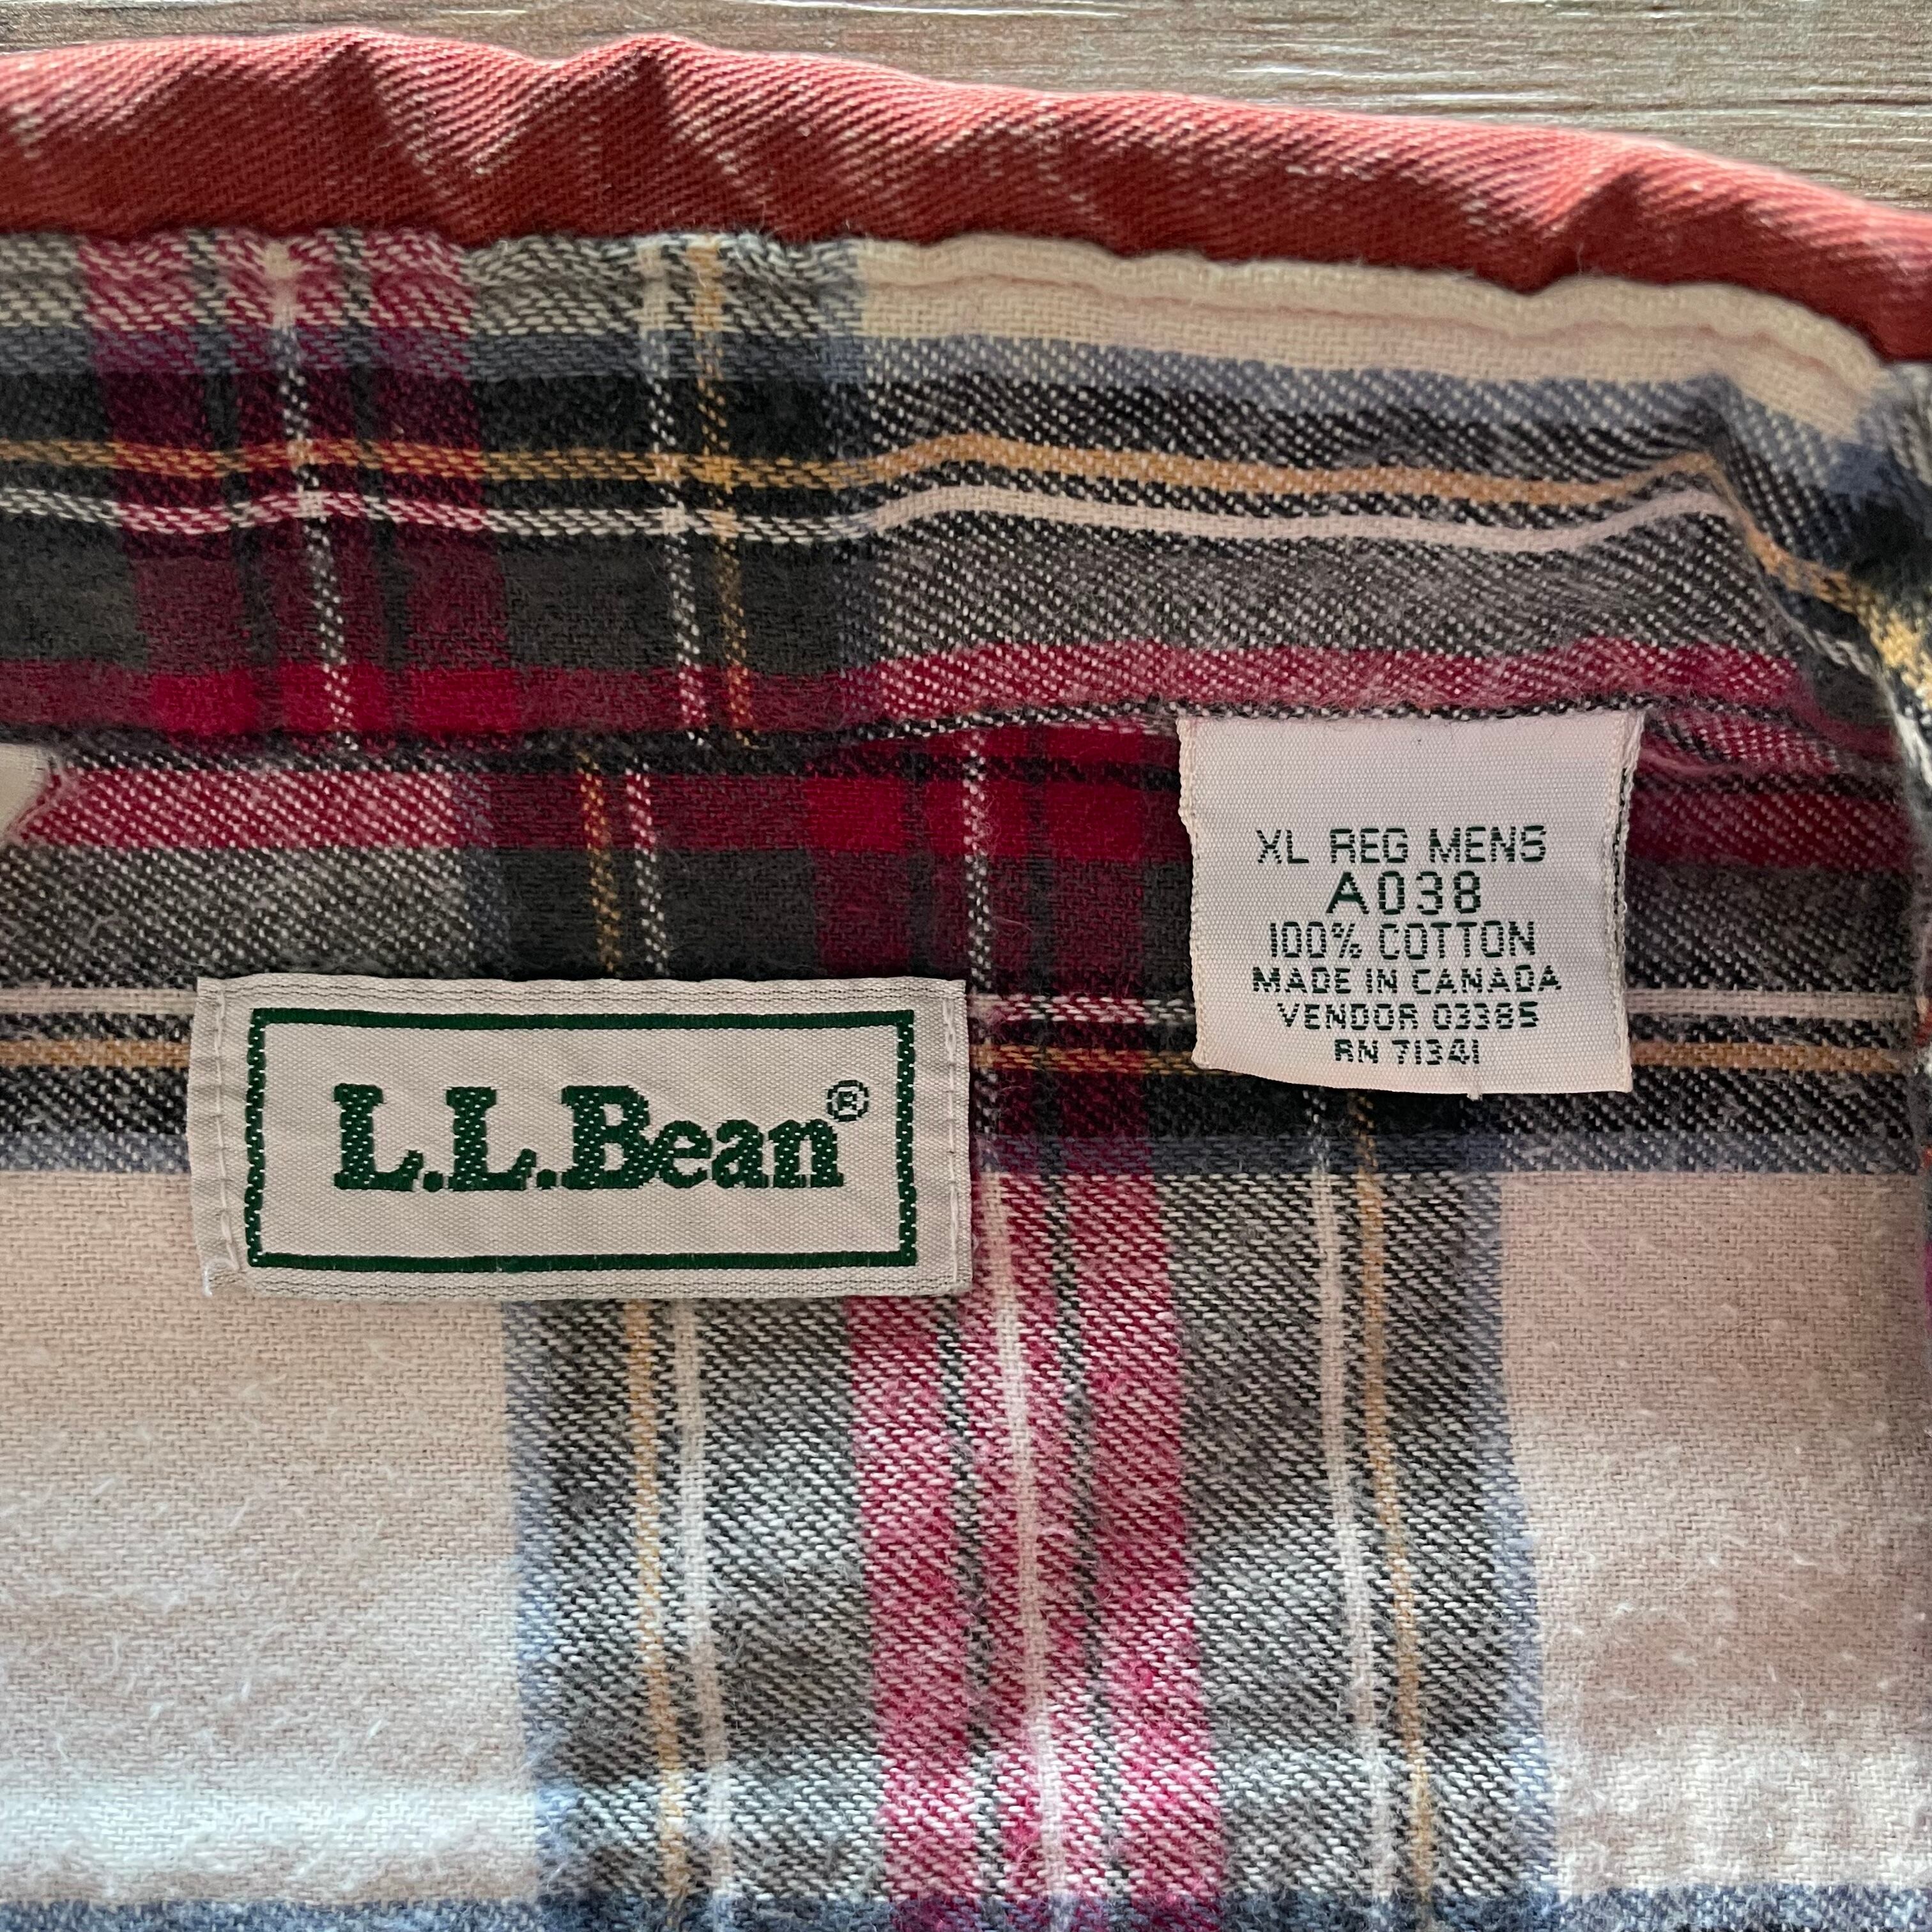 L.L.Bean®
XL REG MENS
A038
100% COTTON
MADE IN CANADA
VENDOR 03385
RN 71341